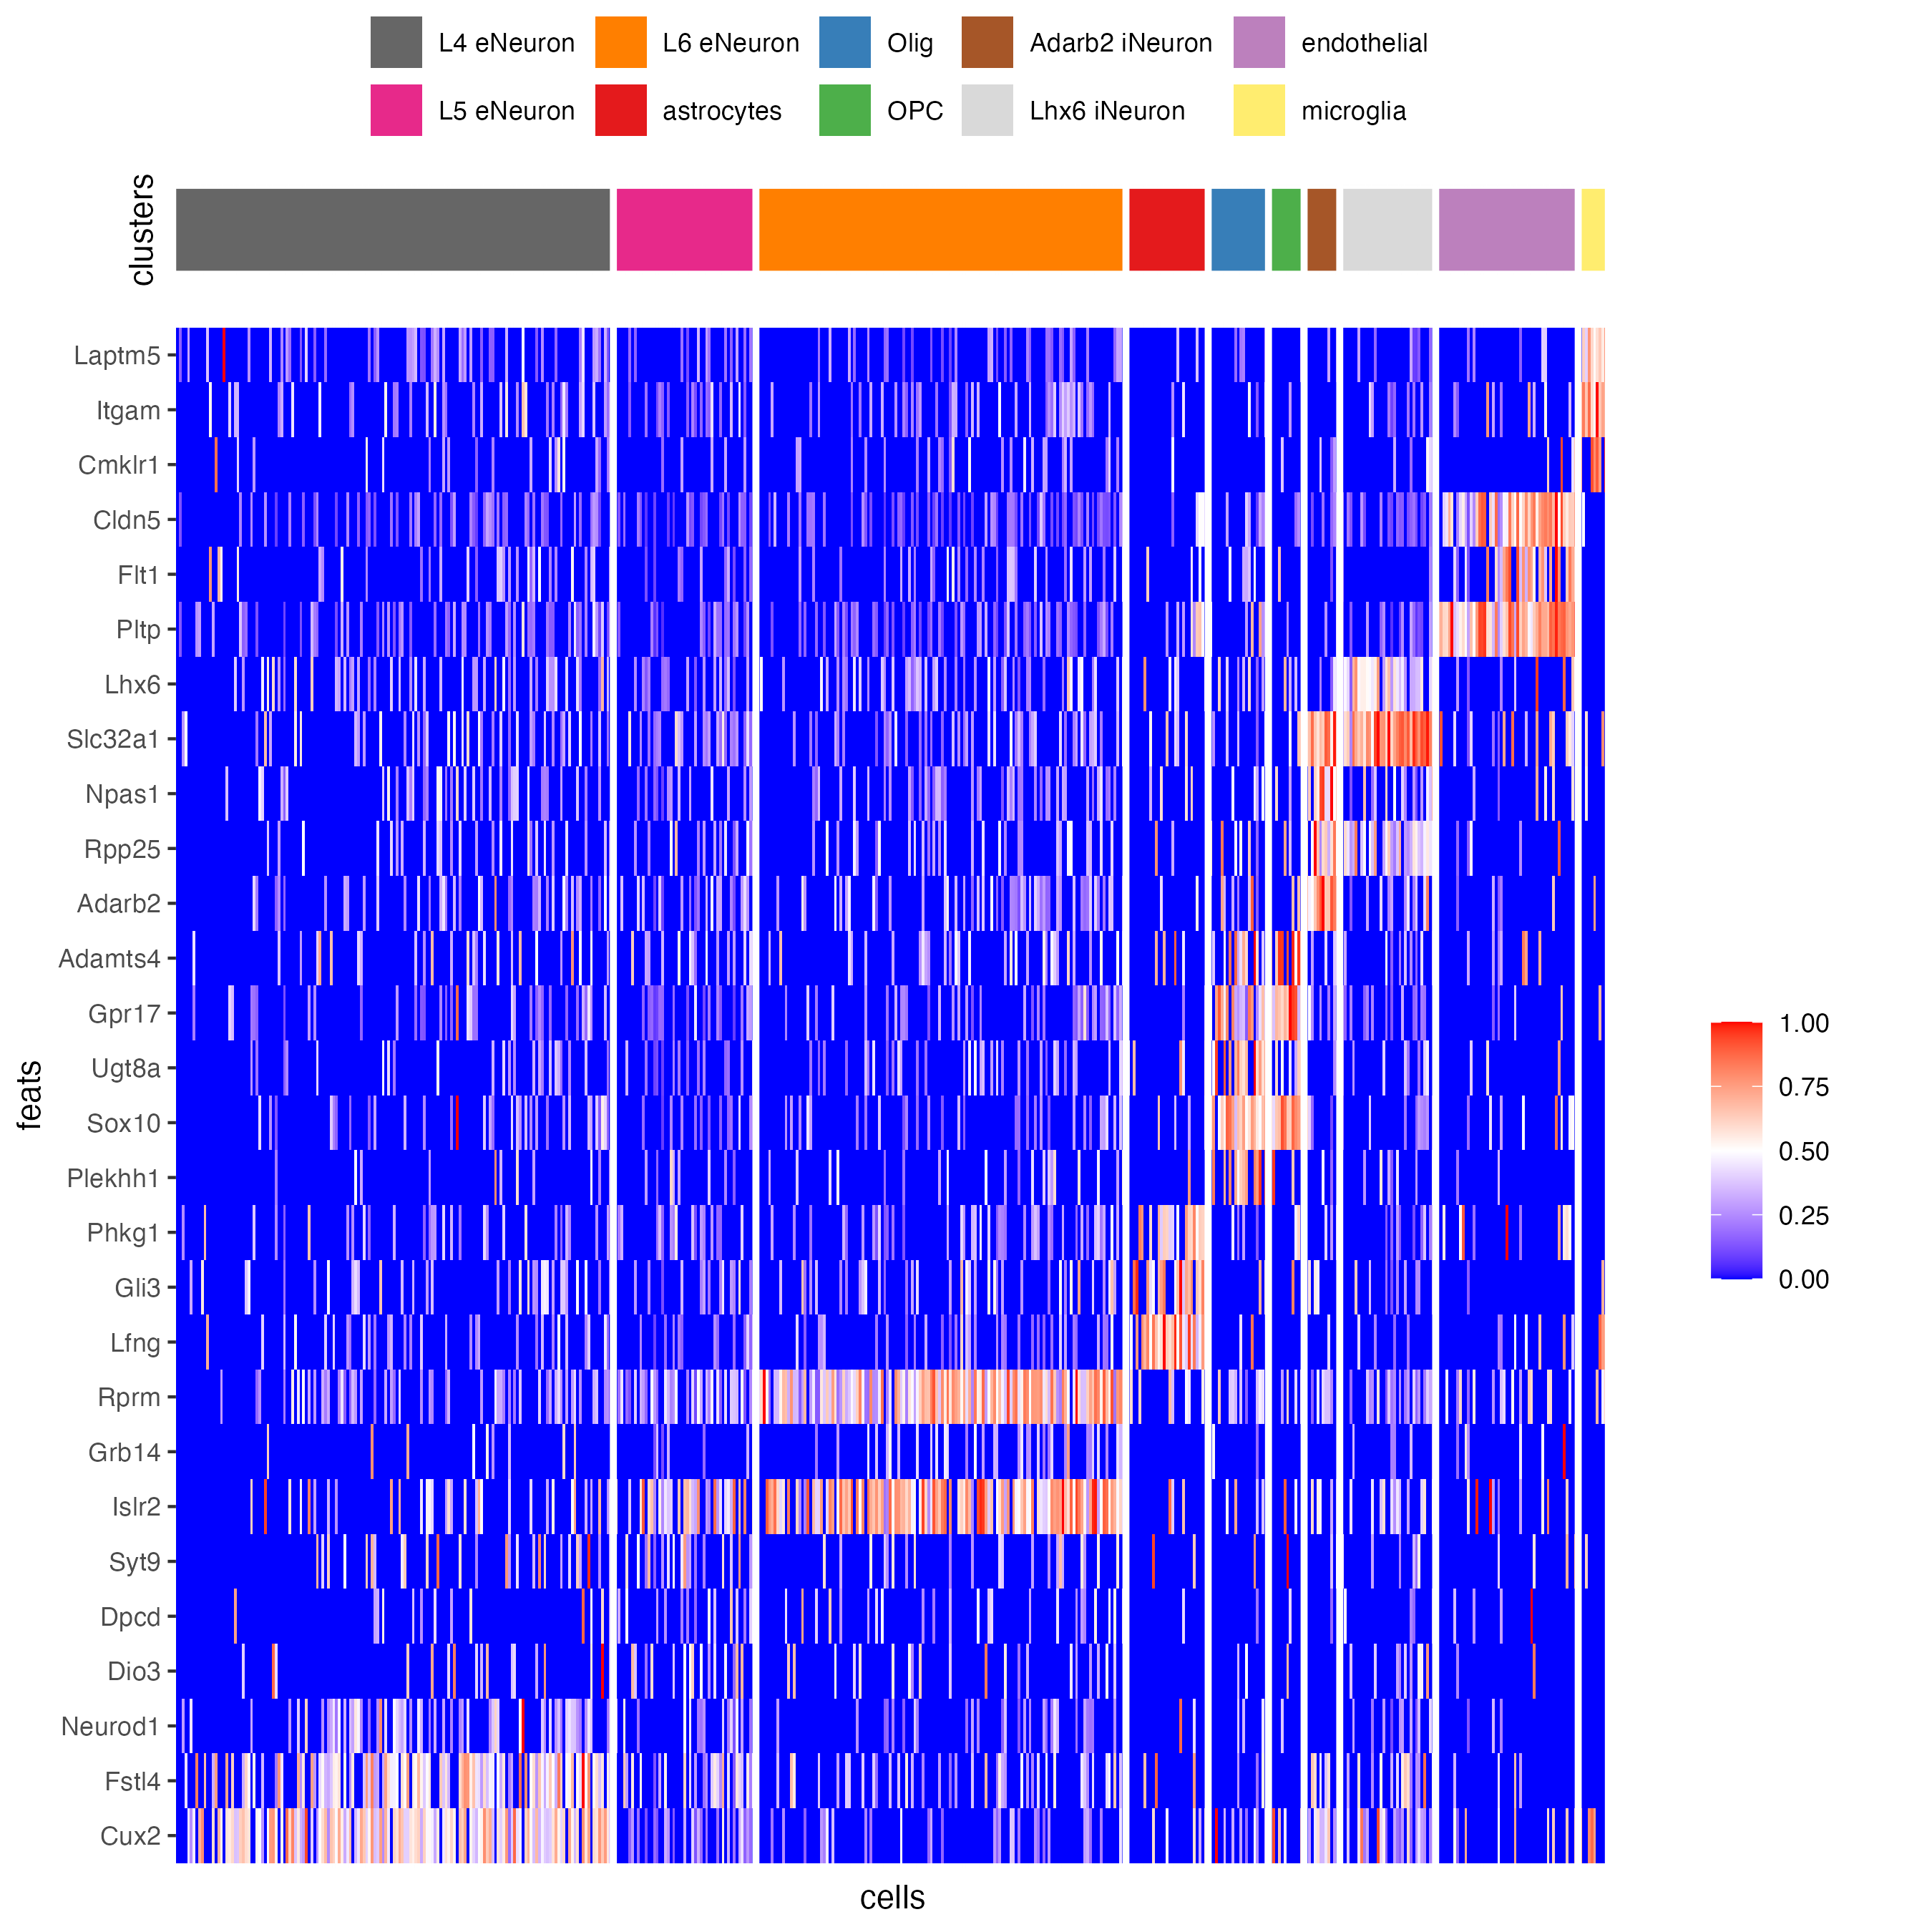 L4 eNeuron L6 eNeuron Olig Adarb2 iNeuron endothelial
L5 eNeuron astrocytes OPC Lhx6 iNeuron microglia
clusters
Laptm5
Itgam
Cmklr1
Cldn5
Flt1
Pltp
Lhx6
Slc32a1
Npas1
Rpp25
Adarb2
Adamts4
Gpr17
Ugt8a
Sox10
Plekhh1
Phkg1
Gli3
Lfng
Rprm
Grb14
Islr2
Syt9
Dpcd
Dio3
Neurod1
Fstl4
Cux2
feats
cells
1.00
0.75
0.50
0.25
0.00